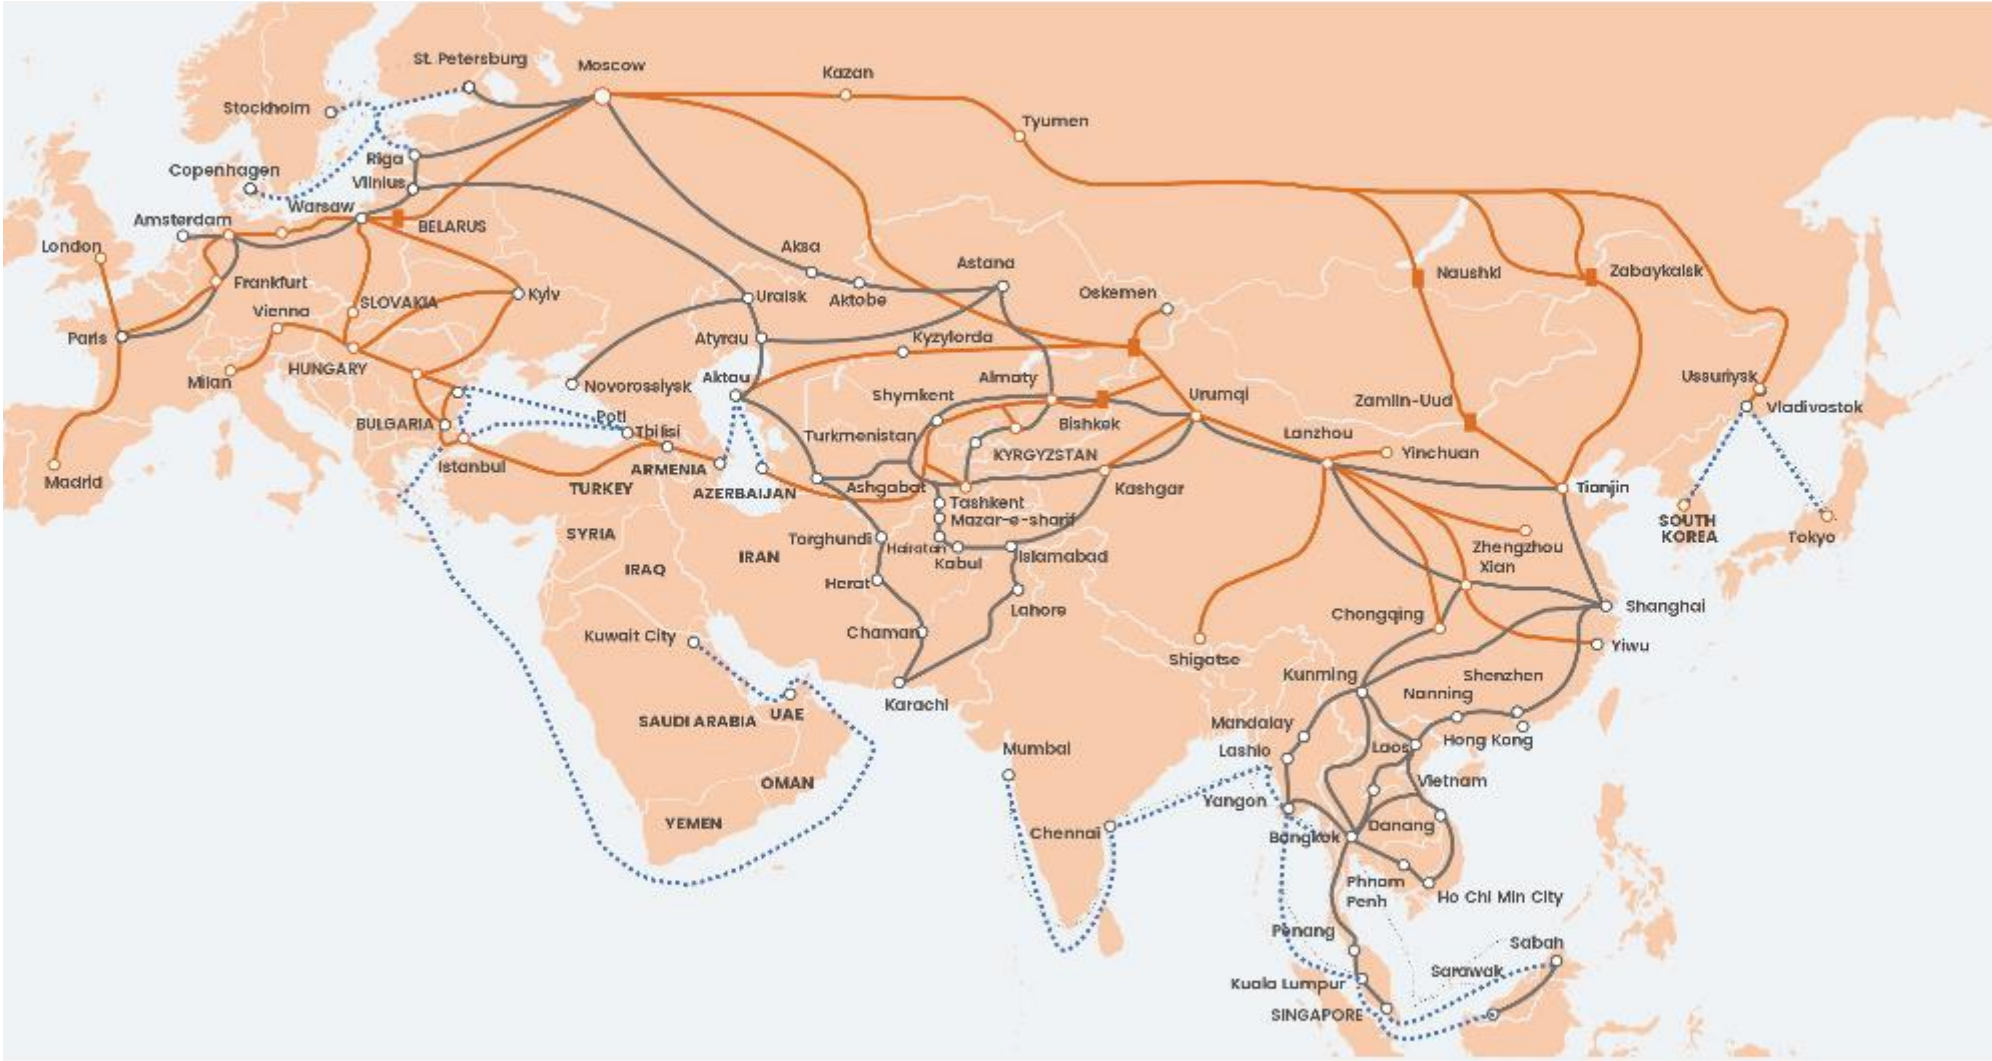 St. Petersburg
Moscow
Kazan
Stockholm
Tyumen
Riga
Copenhagen
Vilnius
Warsaw
Amsterdam
BELARUS
London
Aksa
Astana
Naushki
Zabaykalsk
Frankfurt
Oskemen
Kyiv
Uralsk
Aktobe
SLOVAKIA
Vienna
Paris
Atyrau
Kyzylorda
HUNGARY
Milan
Novorossiysk
Aktau
Almaty
Ussuriysk
Shymkent
Urumqi
Zamiin-Uud
Vladivostok
Poti
BULGARIA
Tbilisi
Turkmenistan
Bishkek
Lanzhou
Yinchuan
KYRGYZSTAN
Istanbul
ARMENIA
Madrid
TURKEY
AZERBAIJAN
Ashgabat
Kashgar
Tianjin
Tashkent
Mazar-e-sharif
SOUTH
KOREA
Tokyo
SYRIA
Torghundi
Hairatan
Zhengzhou
IRAN
Kabul
Islamabad
Xian
IRAQ
Herat
Lahore
Chongqing
Shanghai
Kuwait City
Chaman
Yiwu
Shigatse
Kunming
Shenzhen
Karachi
Nanning
SAUDI ARABIA
UAE
Mandalay
Mumbai
Lashio
Laos
Hong Kong
OMAN
Vietnam
Yangon
YEMEN
Chennai
Bangkok
Danang
Phnom
Penh
Ho Chi Min City
Penang
Sabah
Sarawak
Kuala Lumpur
SINGAPORE